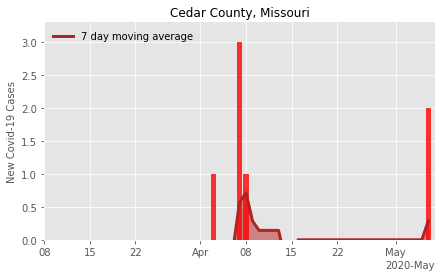 Cedar County, Missouri
7 day moving average
New Covid-19 Cases
3.0
2.5
2.0
1.5
1.0
0.5
0.0
08 15 22 Apr 08 15 22 May
2020-May